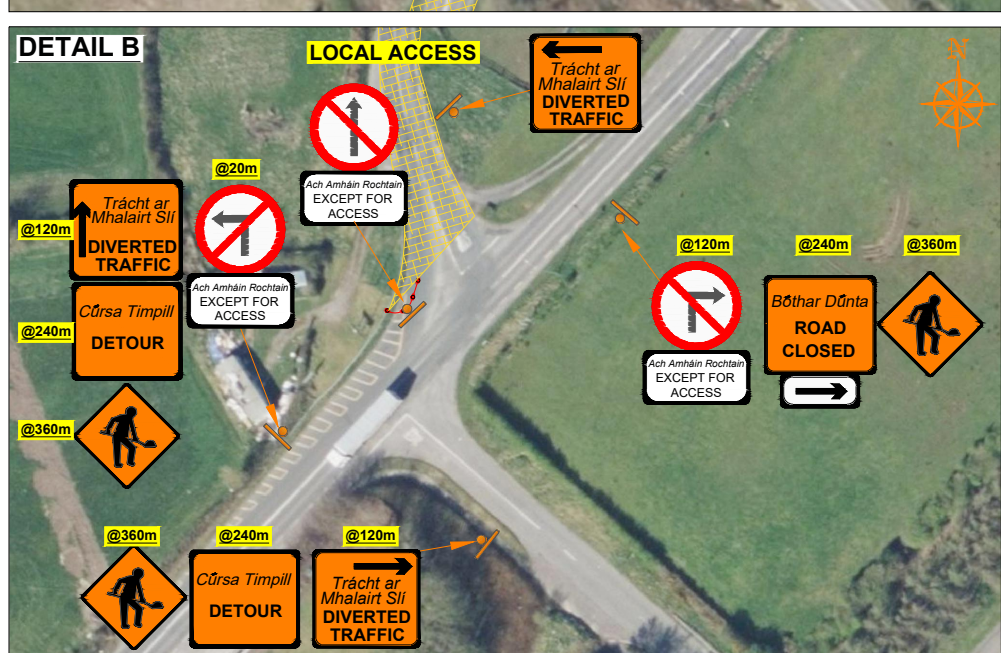 DETAIL B
LOCAL ACCESS
Trácht ar
Mhalairt Slí
DIVERTED
TRAFFIC
N
Ach Amháin Rochtain
EXCEPT FOR
ACCESS
@20m
Ach Amháin Rochtain
EXCEPT FOR
ACCESS
@120m
Trácht ar
Mhalairt Slí
DIVERTED
TRAFFIC
@240m
Cúrsa Timpill
DETOUR
@360m
@120m
Ach Amháin Rochtain
EXCEPT FOR
ACCESS
@240m
Bóthar Dúnta
ROAD
CLOSED
@360m
@360m
@240m
Cúrsa Timpill
DETOUR
@120m
Trácht ar
Mhalairt Slí
DIVERTED
TRAFFIC